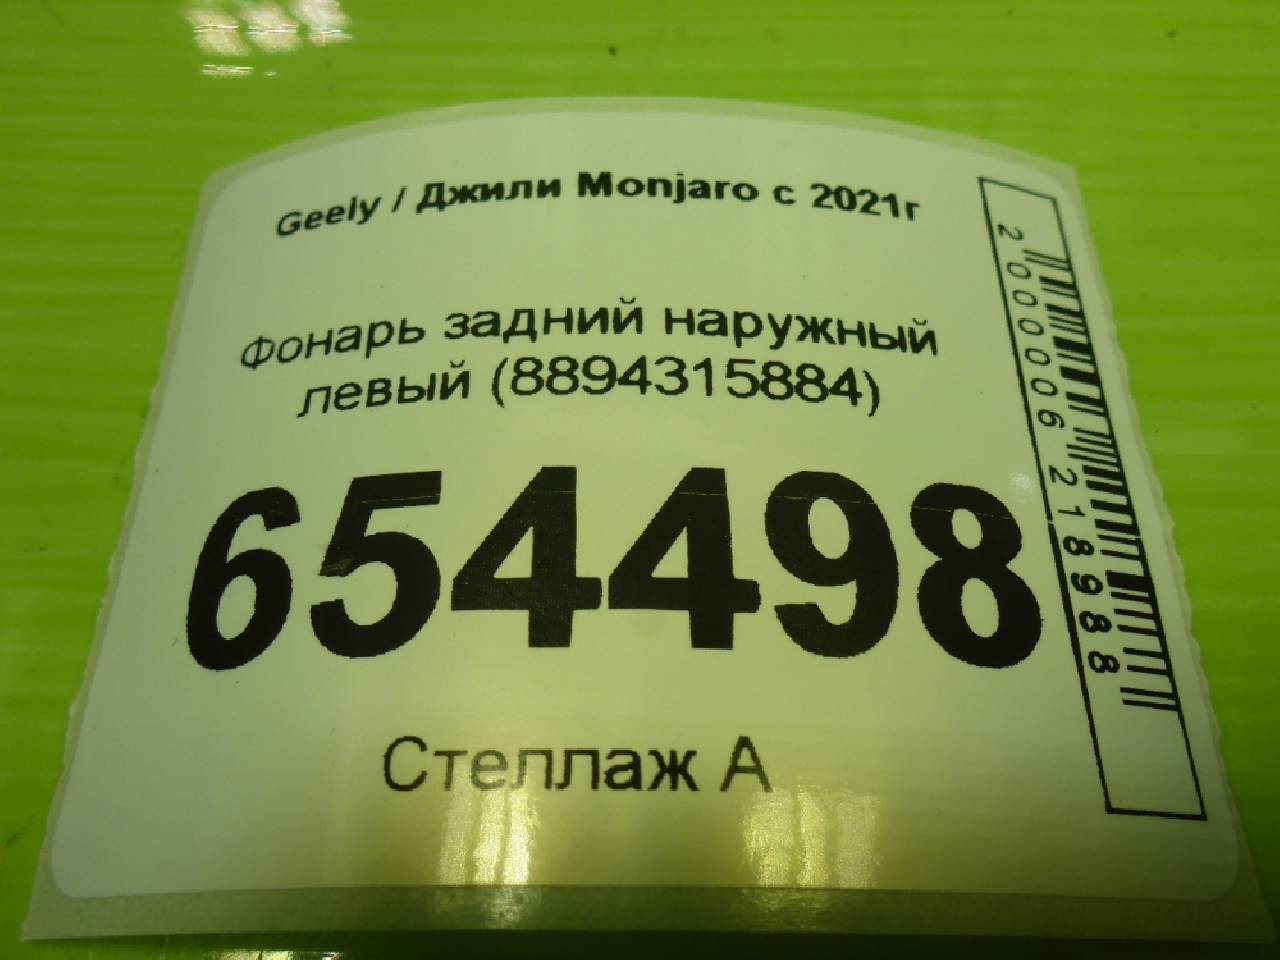 Geely / Джили Monjaro с 2021г
Фонарь задний наружный
левый (8894315884)
654498
Стеллаж А
2000006218988